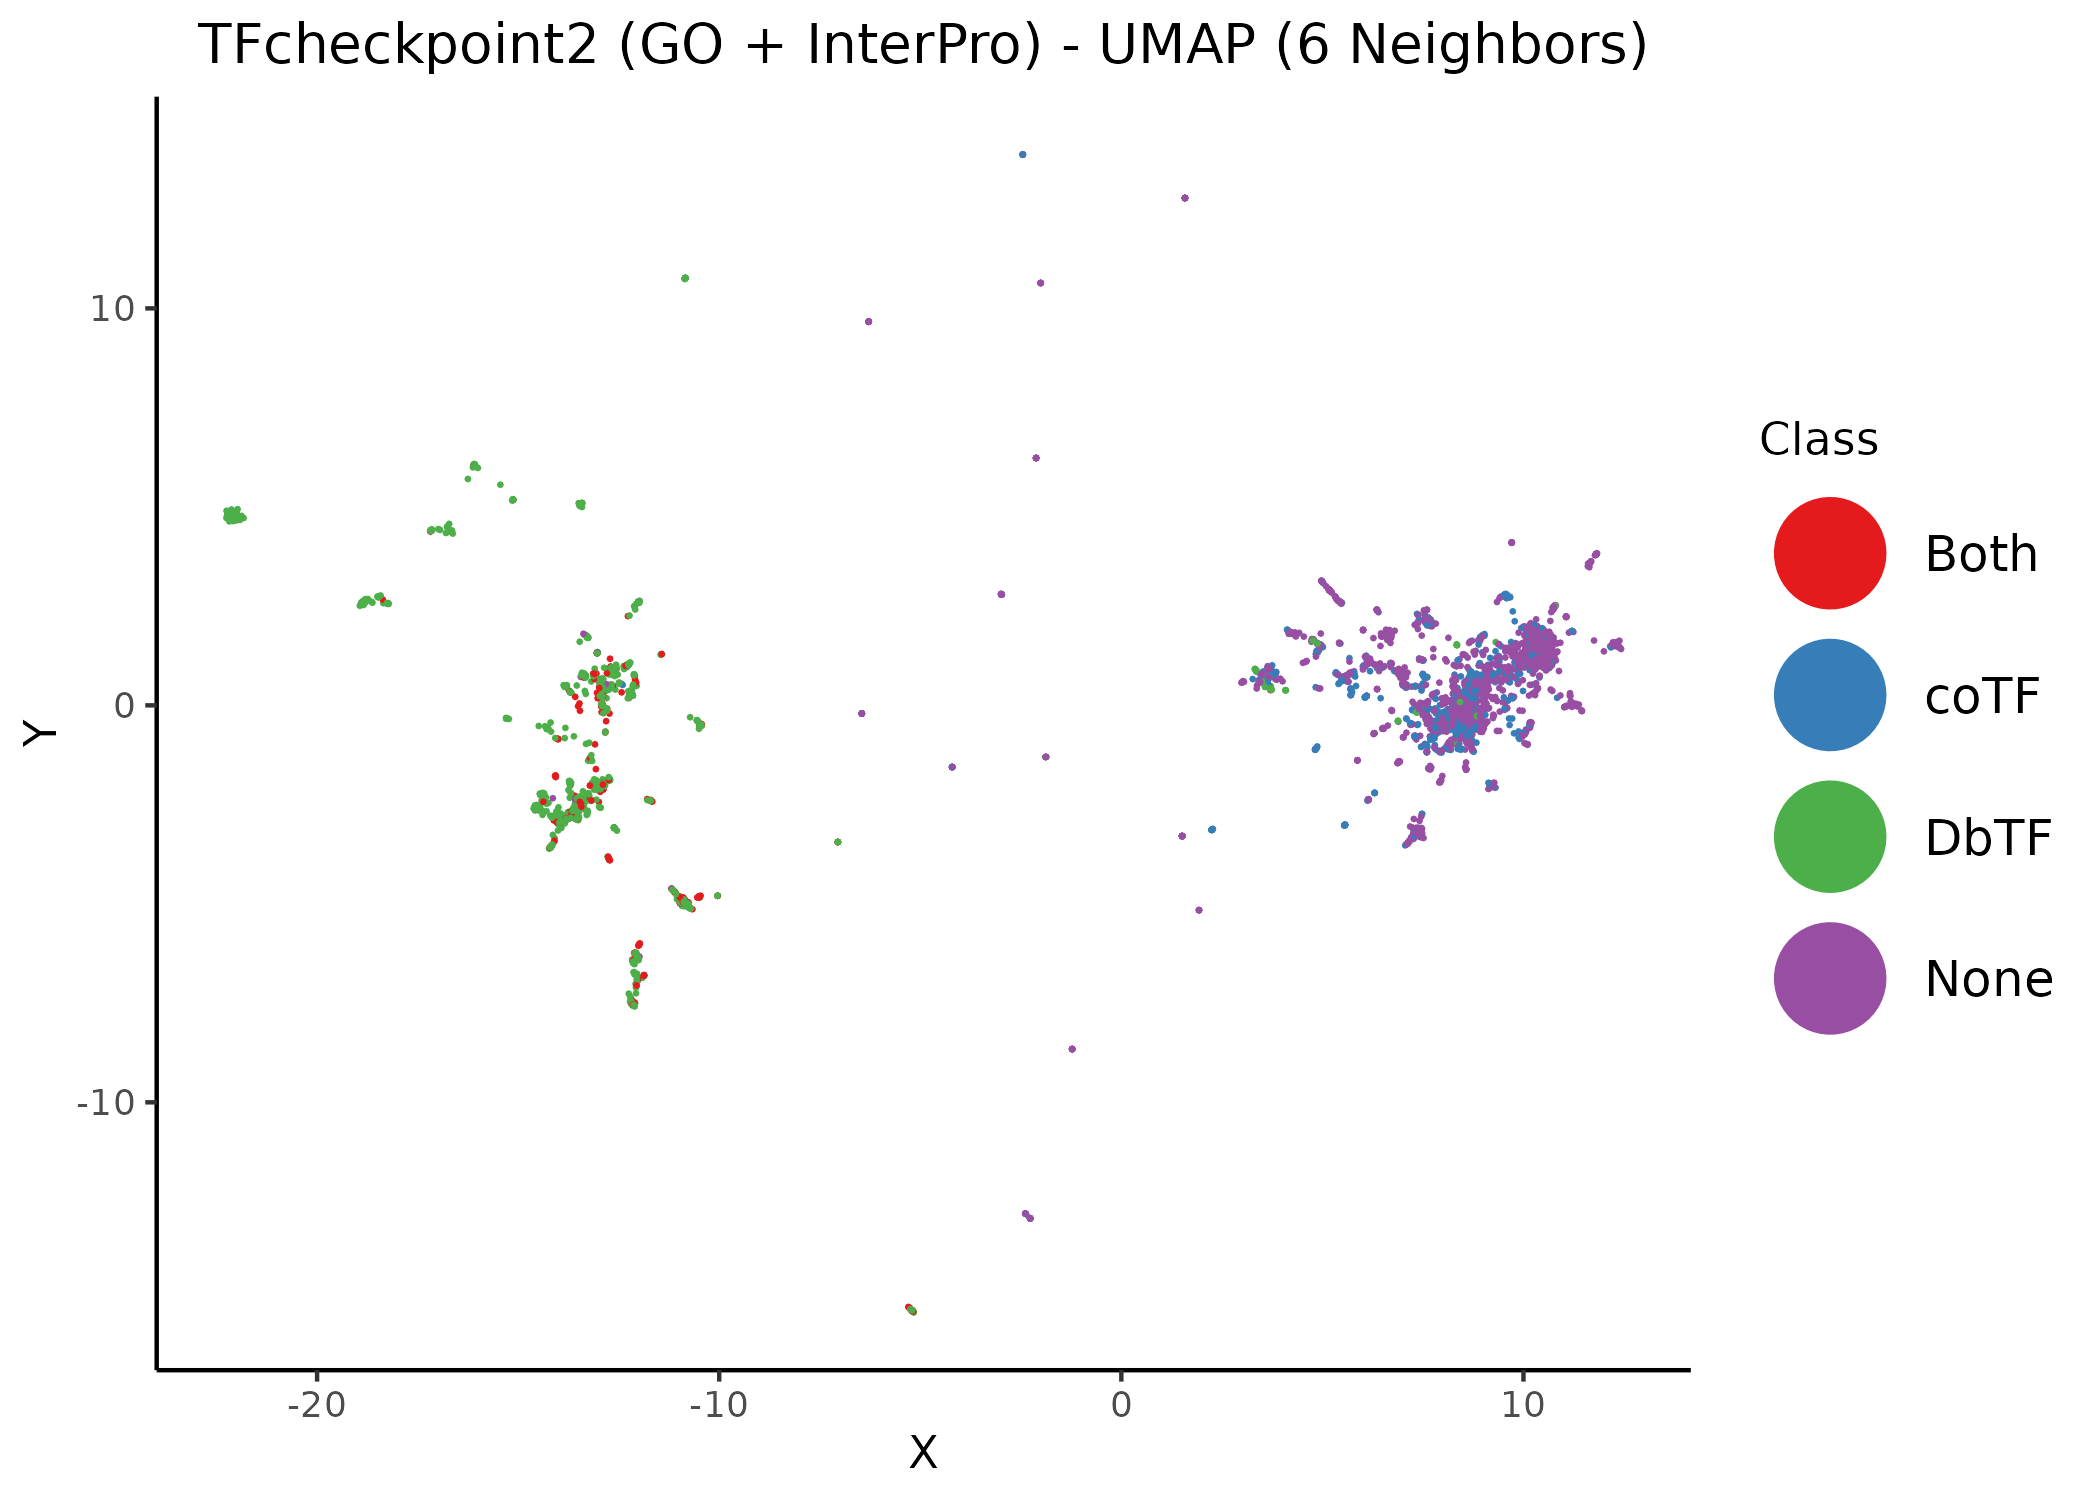 TFcheckpoint2 (GO + InterPro) - UMAP (6 Neighbors)
Class
Both
coTF
DbTF
None
10
0
-10
Y
-20
-10
0
10
X